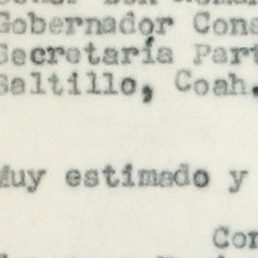 Gobernador Cons
Secretaría Part
Saltillo, Coah.
Muy estimado y
Con